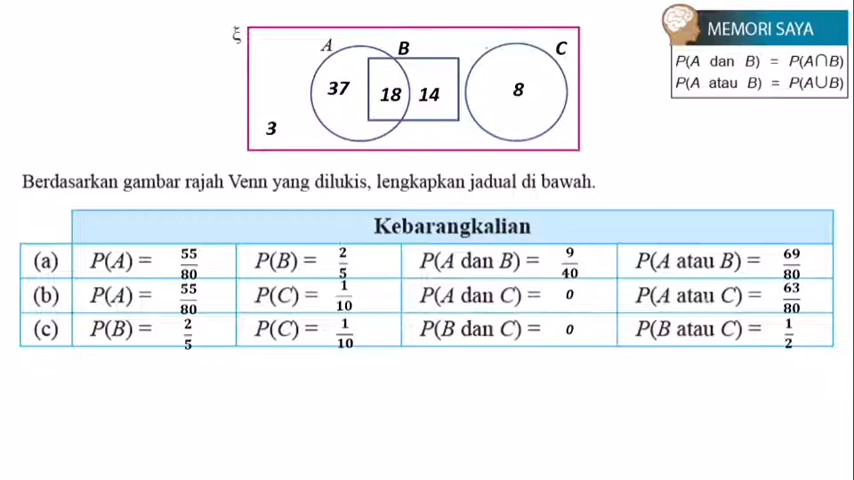 MEMORI SAYA
P(A dan B) = P(A∩B)
P(A atau B) = P(A∪B)
ξ
A
B
C
37
18
14
8
3
Berdasarkan gambar rajah Venn yang dilukis, lengkapkan jadual di bawah.
Kebarangkalian
(a) P(A) = 55/80 P(B) = 2/5 P(A dan B) = 9/40 P(A atau B) = 69/80
(b) P(A) = 55/80 P(C) = 1/10 P(A dan C) = 0 P(A atau C) = 63/80
(c) P(B) = 2/5 P(C) = 1/10 P(B dan C) = 0 P(B atau C) = 1/2